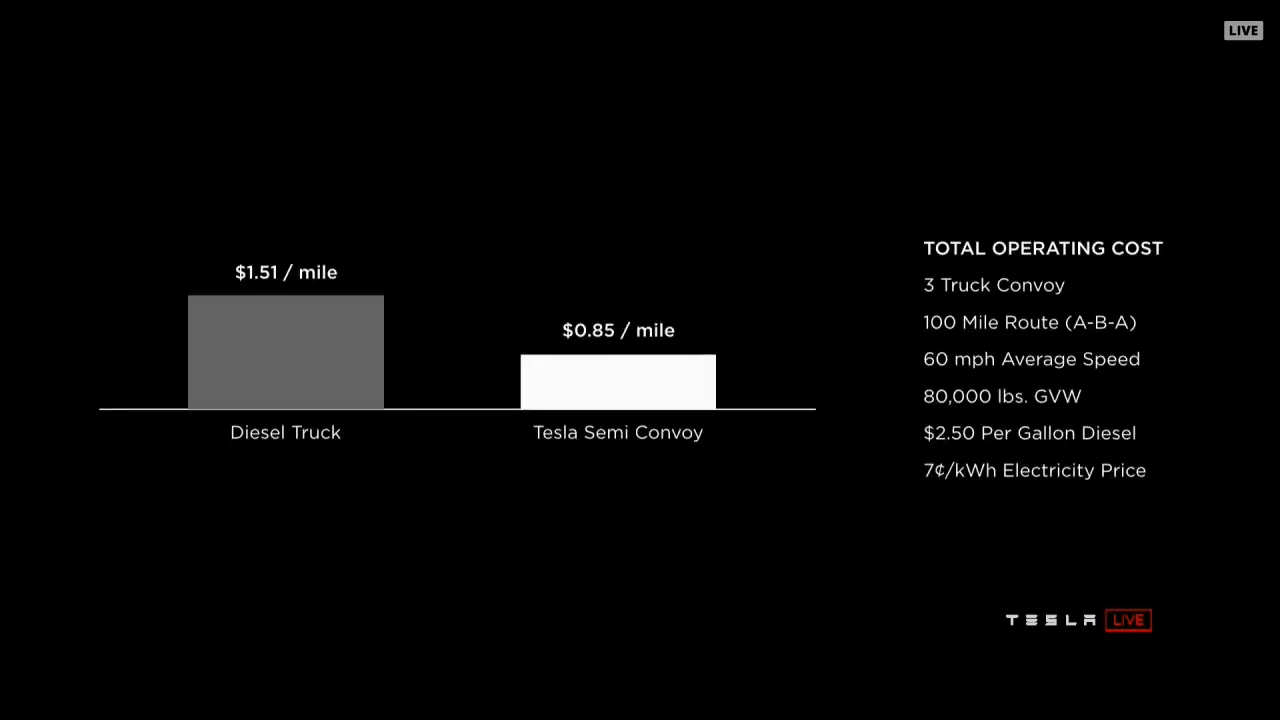 LIVE
$1.51 / mile
$0.85 / mile
Diesel Truck
Tesla Semi Convoy
TOTAL OPERATING COST
3 Truck Convoy
100 Mile Route (A-B-A)
60 mph Average Speed
80,000 lbs. GVW
$2.50 Per Gallon Diesel
7¢/kWh Electricity Price
TESLA LIVE